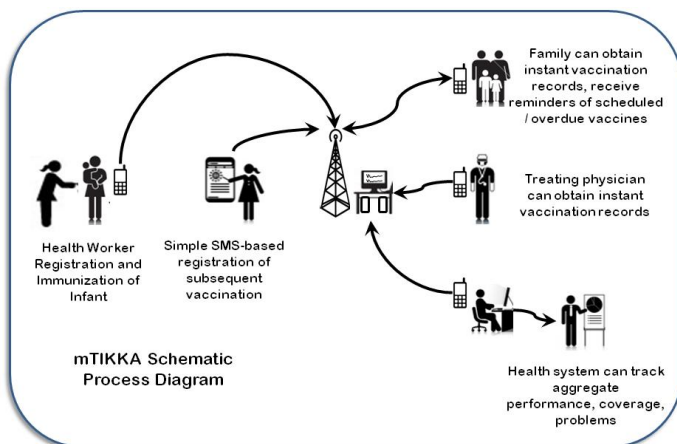 Family can obtain
instant vaccination
records, receive
reminders of scheduled
/ overdue vaccines
Treating physician
can obtain instant
vaccination records
Health Worker
Registration and
Immunization of
Infant
Simple SMS-based
registration of
subsequent
vaccination
mTIKKA Schematic
Process Diagram
Health system can track
aggregate
performance, coverage,
problems